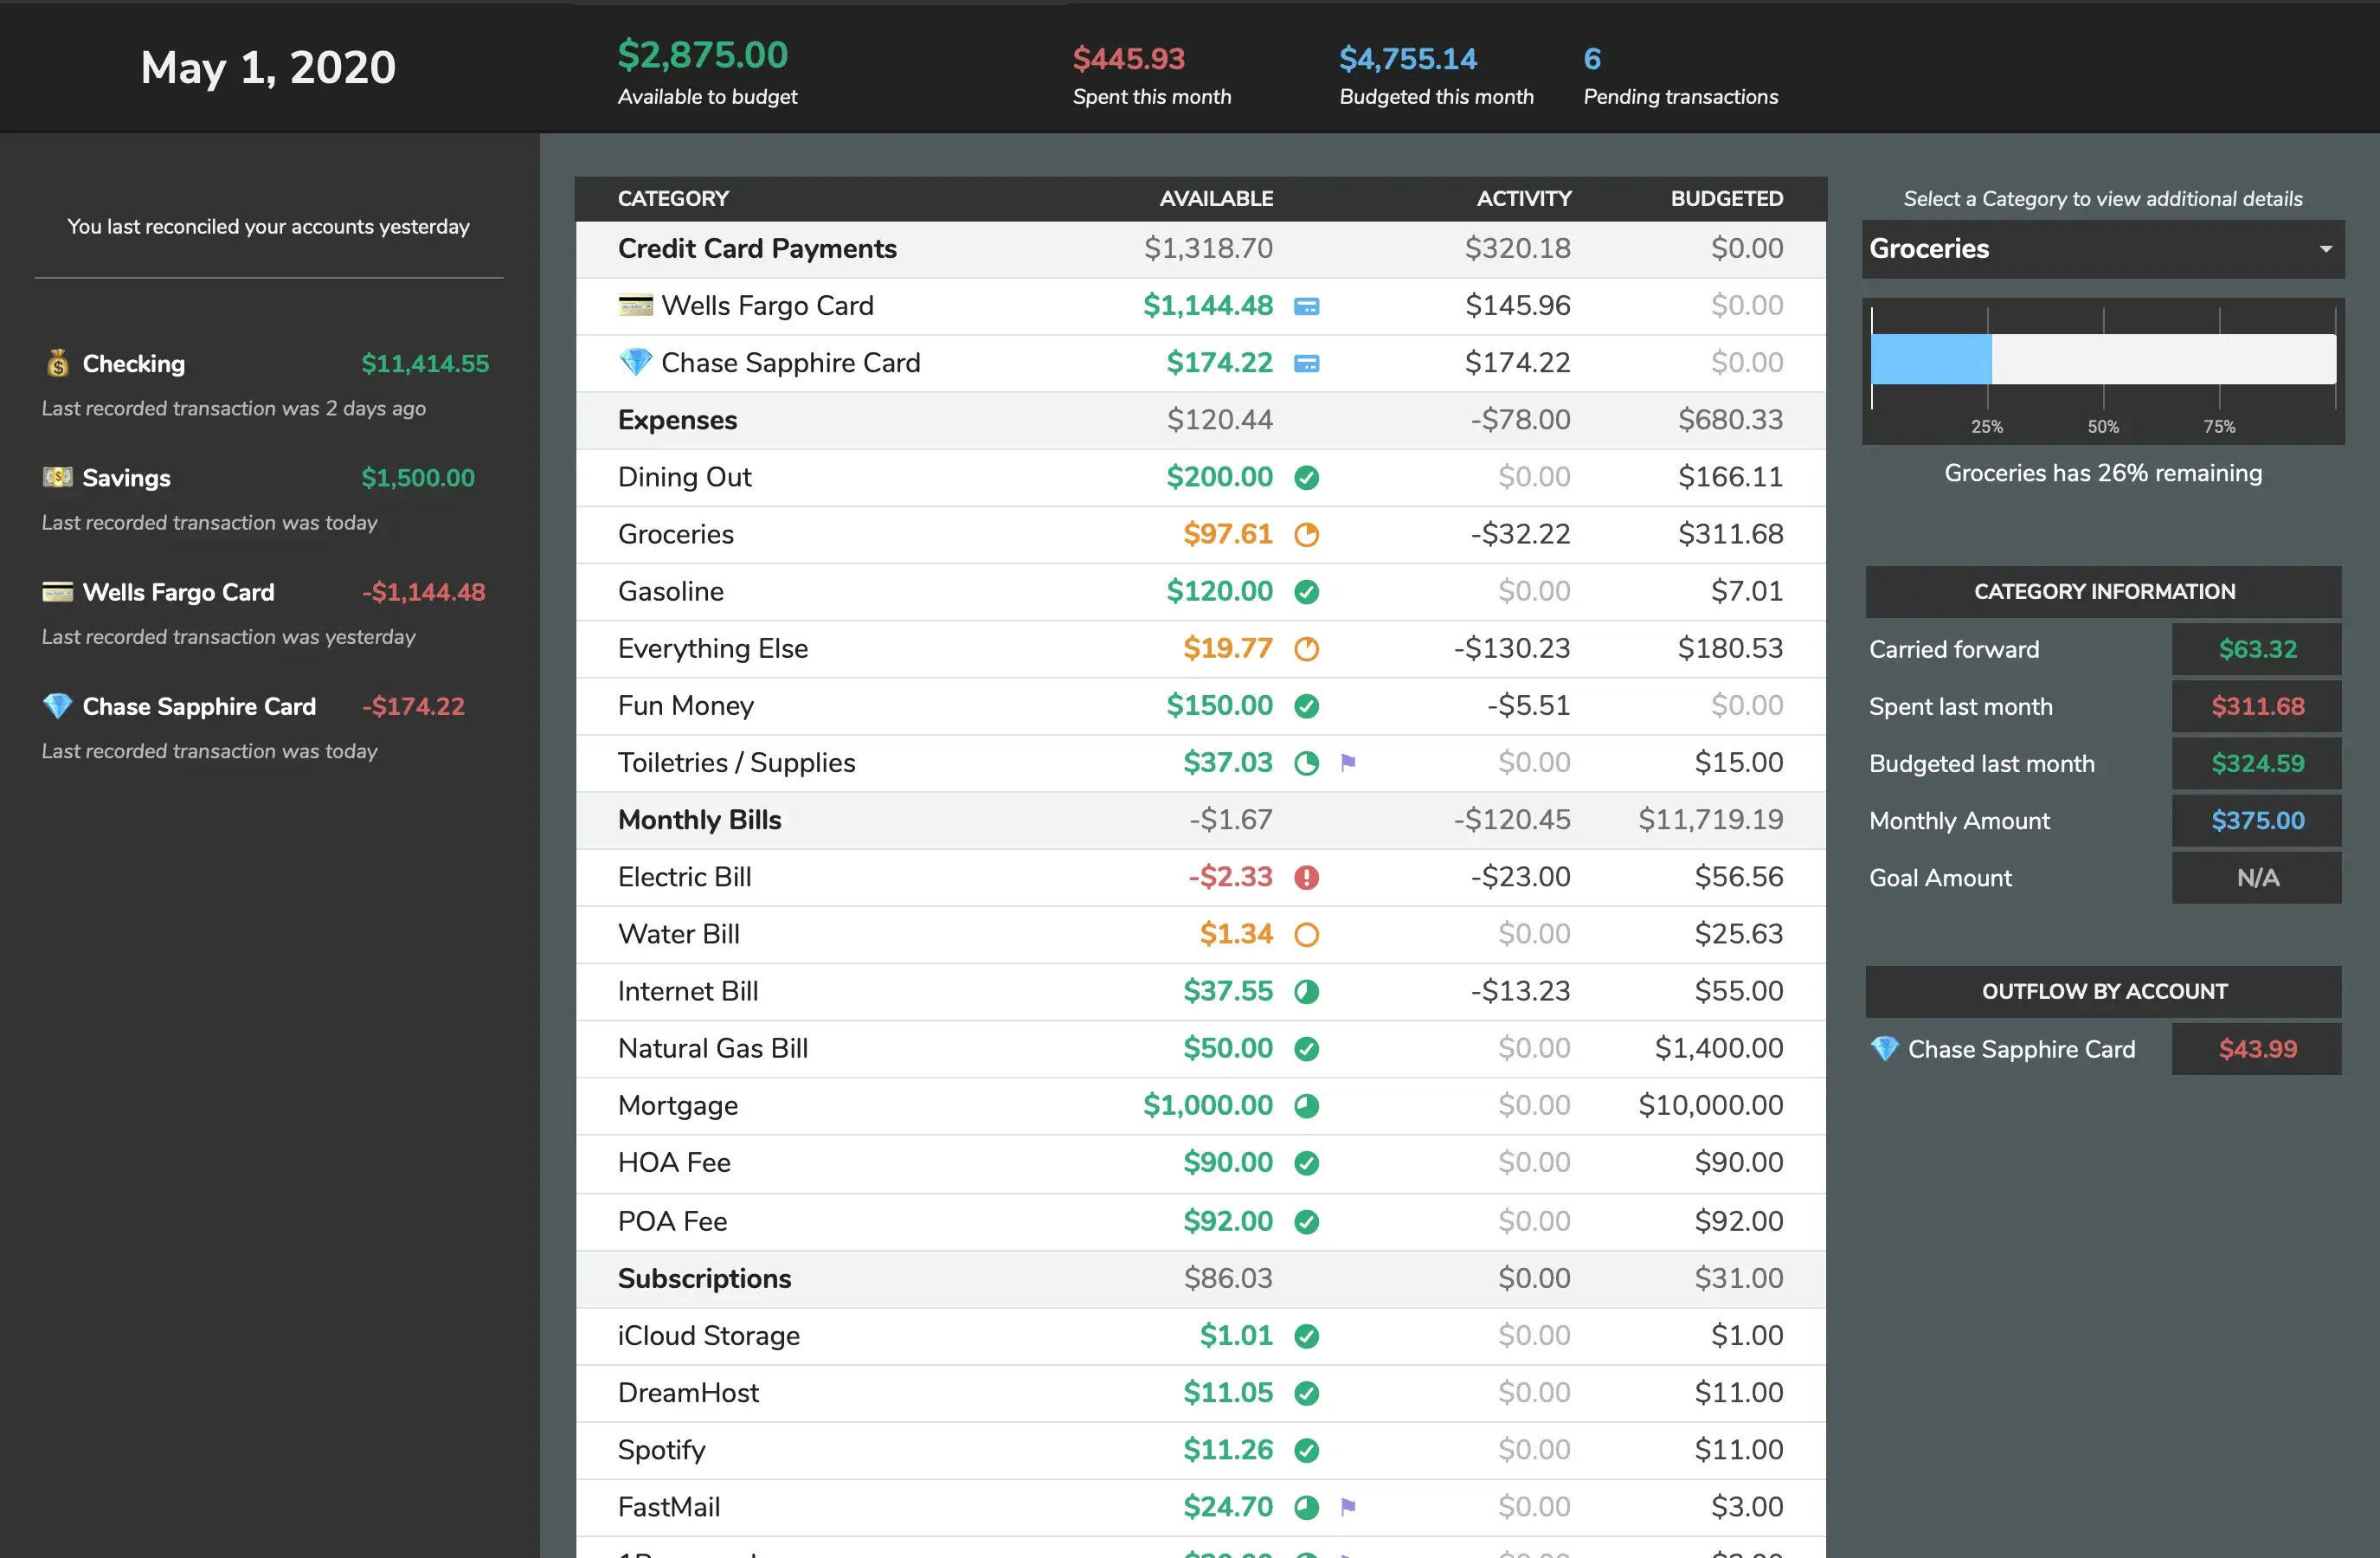 May 1, 2020
$2,875.00
Available to budget
$445.93
Spent this month
$4,755.14
Budgeted this month
6
Pending transactions
You last reconciled your accounts yesterday
Checking $11,414.55
Last recorded transaction was 2 days ago
Savings $1,500.00
Last recorded transaction was today
Wells Fargo Card -$1,144.48
Last recorded transaction was yesterday
Chase Sapphire Card -$174.22
Last recorded transaction was today
CATEGORY AVAILABLE ACTIVITY BUDGETED
Credit Card Payments $1,318.70 $320.18 $0.00
Wells Fargo Card $1,144.48 $145.96 $0.00
Chase Sapphire Card $174.22 $174.22 $0.00
Expenses $120.44 -$78.00 $680.33
Dining Out $200.00 $0.00 $166.11
Groceries $97.61 -$32.22 $311.68
Gasoline $120.00 $0.00 $7.01
Everything Else $19.77 -$130.23 $180.53
Fun Money $150.00 -$5.51 $0.00
Toiletries / Supplies $37.03 $0.00 $15.00
Monthly Bills -$1.67 -$120.45 $11,719.19
Electric Bill -$2.33 -$23.00 $56.56
Water Bill $1.34 $0.00 $25.63
Internet Bill $37.55 -$13.23 $55.00
Natural Gas Bill $50.00 $0.00 $1,400.00
Mortgage $1,000.00 $0.00 $10,000.00
HOA Fee $90.00 $0.00 $90.00
POA Fee $92.00 $0.00 $92.00
Subscriptions $86.03 $0.00 $31.00
iCloud Storage $1.01 $0.00 $1.00
DreamHost $11.05 $0.00 $11.00
Spotify $11.26 $0.00 $11.00
FastMail $24.70 $0.00 $3.00
Select a Category to view additional details
Groceries
25% 50% 75%
Groceries has 26% remaining
CATEGORY INFORMATION
Carried forward $63.32
Spent last month $311.68
Budgeted last month $324.59
Monthly Amount $375.00
Goal Amount N/A
OUTFLOW BY ACCOUNT
Chase Sapphire Card $43.99